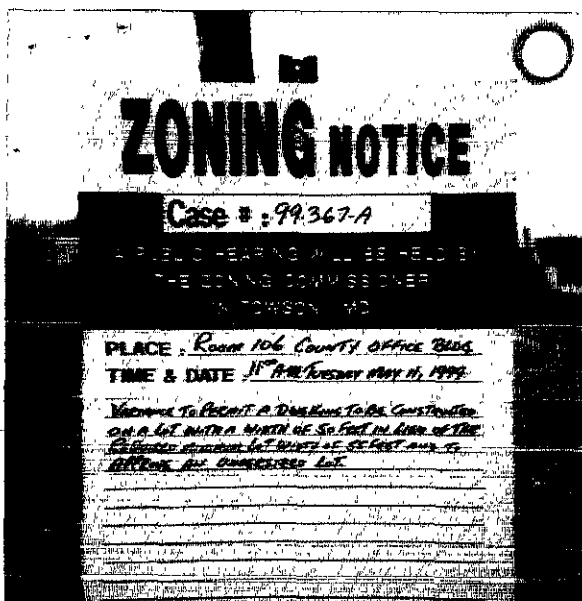 ZONING NOTICE
Case # : 99-367-A
A PUBLIC HEARING WILL BE HELD BY
THE ZONING COMMISSIONER
IN TOWSON, MD
PLACE : ROOM 106 COUNTY OFFICE BLDG
TIME & DATE : 11:00 AM TUESDAY MAY 11, 1999
VARIANCE TO PERMIT A DWELLING TO BE CONSTRUCTED
ON A LOT WITH A WIDTH OF 50 FEET IN LIEU OF THE
REQUIRED MINIMUM LOT WIDTH OF 55 FEET AND TO
APPROVE AN UNDERSIZED LOT.